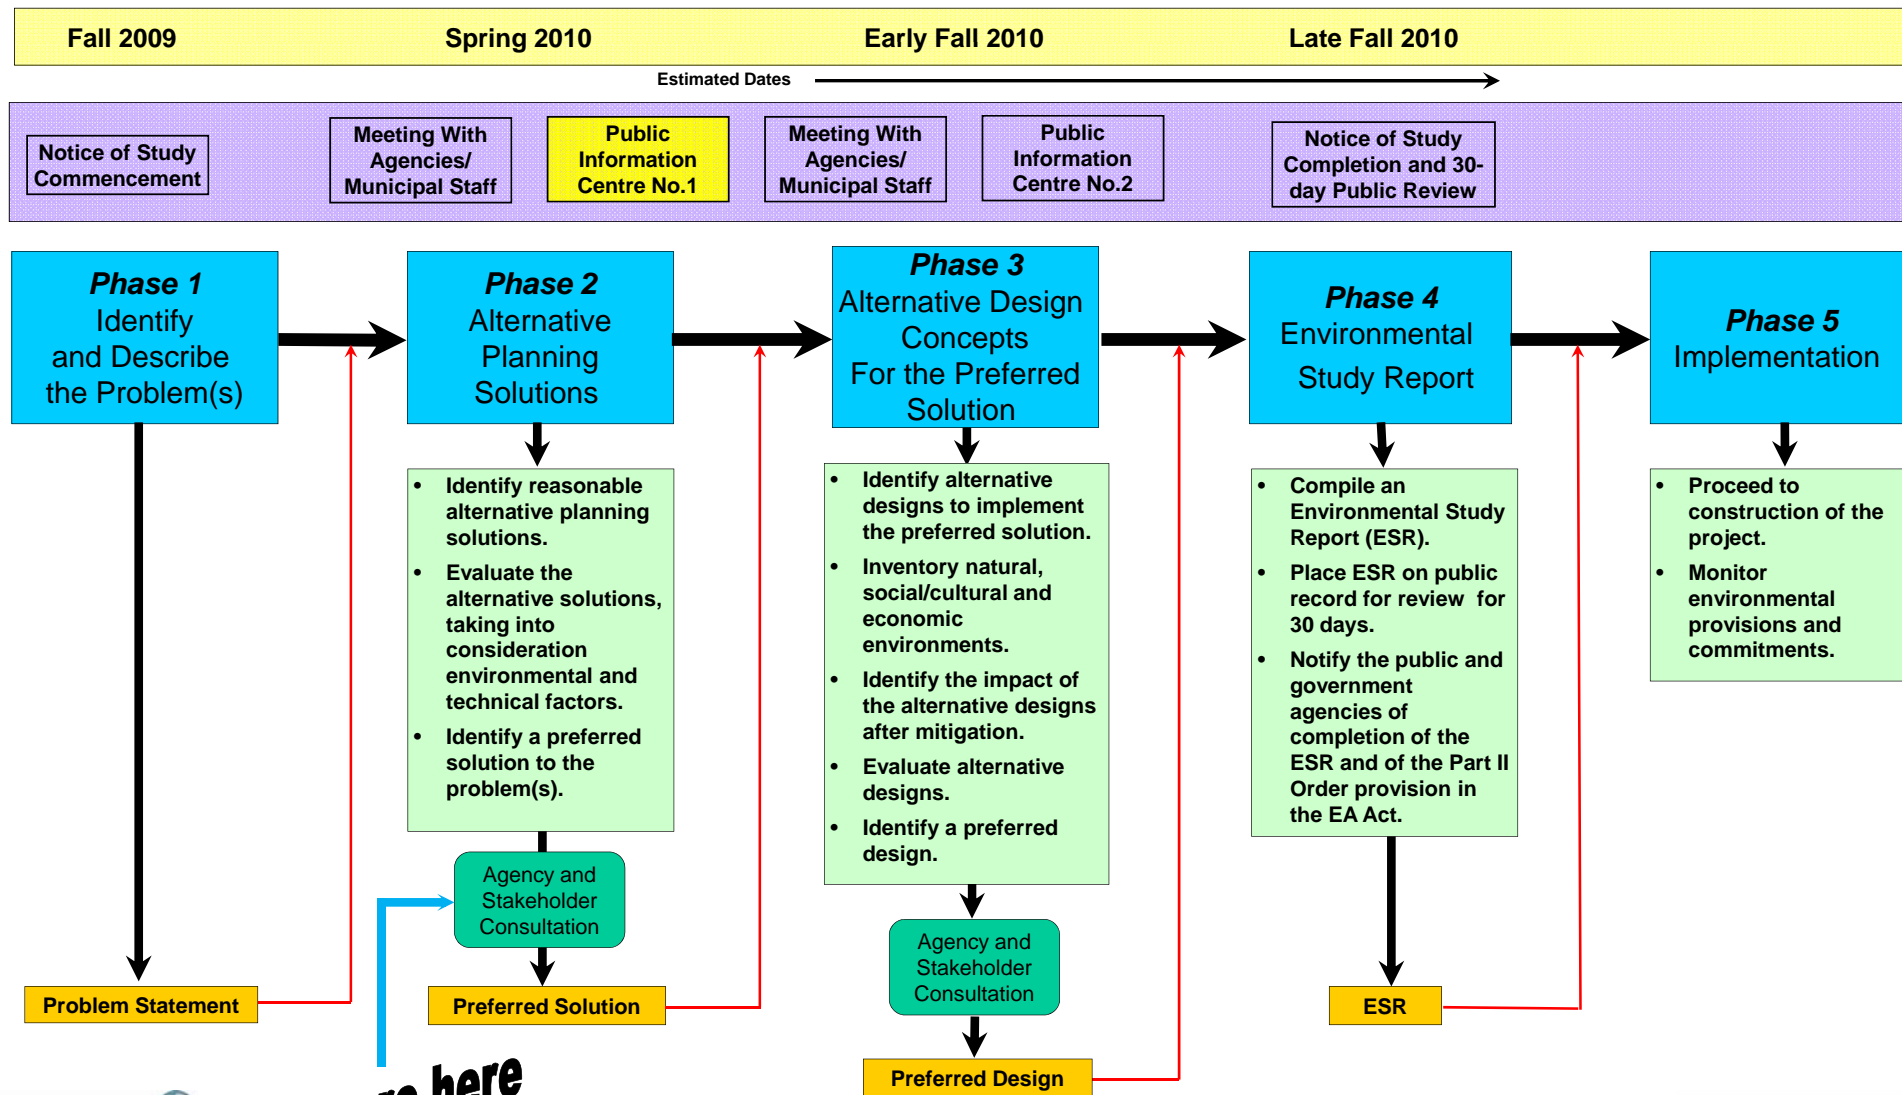 Fall 2009
Spring 2010
Early Fall 2010
Late Fall 2010
Estimated Dates
Notice of Study
Commencement
Meeting With
Agencies/
Municipal Staff
Public
Information
Centre No.1
Meeting With
Agencies/
Municipal Staff
Public
Information
Centre No.2
Notice of Study
Completion and 30-
day Public Review
Phase 1
Identify
and Describe
the Problem(s)
Phase 2
Alternative
Planning
Solutions
Phase 3
Alternative Design
Concepts
For the Preferred
Solution
Phase 4
Environmental
Study Report
Phase 5
Implementation
• Identify reasonable
alternative planning
solutions.
• Evaluate the
alternative solutions,
taking into
consideration
environmental and
technical factors.
• Identify a preferred
solution to the
problem(s).
• Identify alternative
designs to implement
the preferred solution.
• Inventory natural,
social/cultural and
economic
environments.
• Identify the impact of
the alternative designs
after mitigation.
• Evaluate alternative
designs.
• Identify a preferred
design.
• Compile an
Environmental Study
Report (ESR).
• Place ESR on public
record for review for
30 days.
• Notify the public and
government
agencies of
completion of the
ESR and of the Part II
Order provision in
the EA Act.
• Proceed to
construction of the
project.
• Monitor
environmental
provisions and
commitments.
Agency and
Stakeholder
Consultation
Agency and
Stakeholder
Consultation
Problem Statement
Preferred Solution
ESR
Preferred Design
here